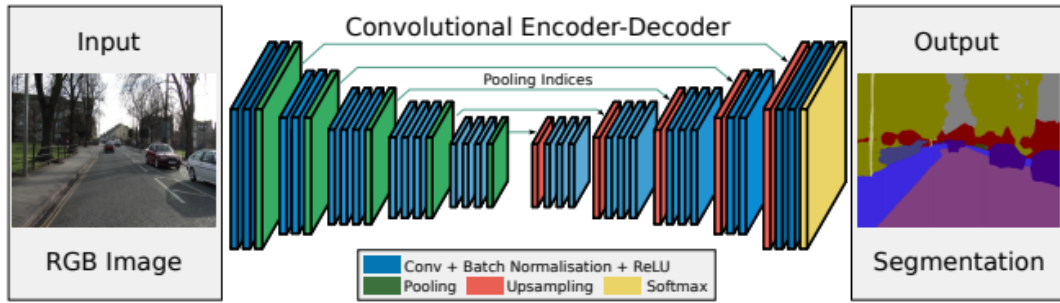 Input
RGB Image
Convolutional Encoder-Decoder
Pooling Indices
Conv + Batch Normalisation + ReLU
Pooling Upsampling Softmax
Output
Segmentation